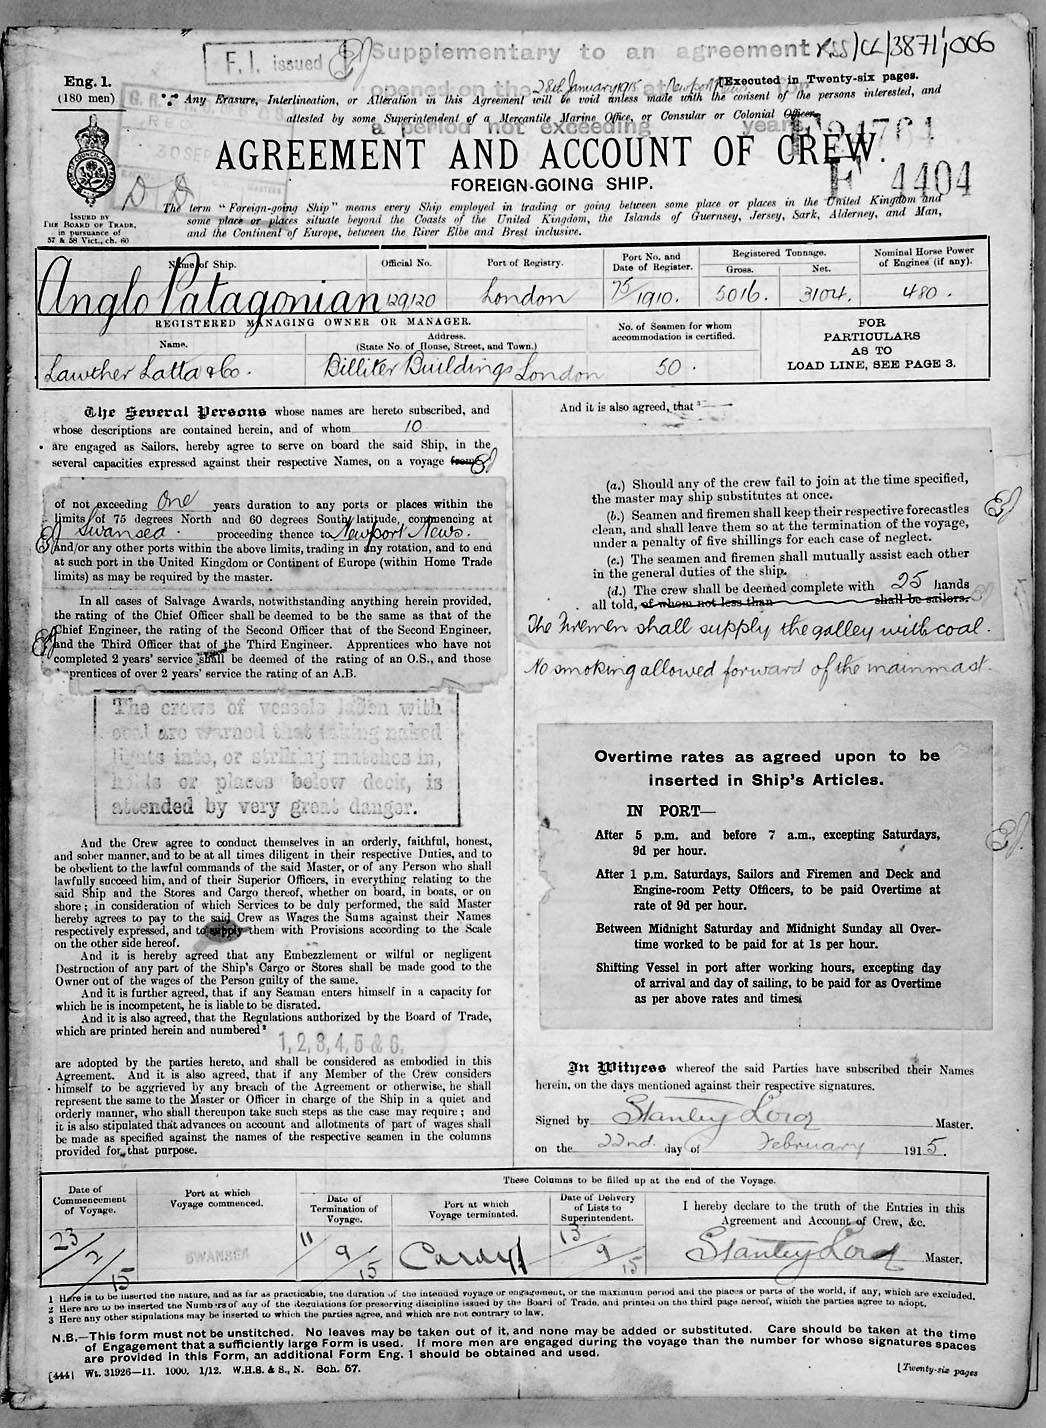 F. I. issued
Supplementary to an agreement
RSS/CL/3871/006
opened on the 28th January 1915 at Newport News
[Executed in Twenty-six pages.
Eng. 1.
(180 men)
Any Erasure, Interlineation, or Alteration in this Agreement will be void unless made with the consent of the persons interested, and
attested by some Superintendent of a Mercantile Marine Office, or Consular or Colonial Officer.
a period not exceeding years
AGREEMENT AND ACCOUNT OF CREW.
F 4404
FOREIGN-GOING SHIP.
The term "Foreign-going Ship" means every Ship employed in trading or going between some place or places in the United Kingdom and
some place or places situate beyond the Coasts of the United Kingdom, the Islands of Guernsey, Jersey, Sark, Alderney, and Man,
and the Continent of Europe, between the River Elbe and Brest inclusive.
ISSUED BY
THE BOARD OF TRADE,
in pursuance of
57 & 58 Vict., ch. 60
Name of Ship. Official No. Port of Registry. Port No. and Date of Register. Registered Tonnage. Gross. Net. Nominal Horse Power of Engines (if any).
Anglo Patagonian 129120 London 75/1910. 5016. 3104. 480.
REGISTERED MANAGING OWNER OR MANAGER.
Name. Address. (State No. of House, Street, and Town.)
No. of Seamen for whom accommodation is certified.
FOR PARTICULARS AS TO LOAD LINE, SEE PAGE 3.
Lawther Latta & Co. Billiter Buildings London 50.
The Several Persons whose names are hereto subscribed, and
whose descriptions are contained herein, and of whom 10
are engaged as Sailors, hereby agree to serve on board the said Ship, in the
several capacities expressed against their respective Names, on a voyage from
of not exceeding One years duration to any ports or places within the
limits of 75 degrees North and 60 degrees South latitude, commencing at
Swansea. proceeding thence to Newport News.
and/or any other ports within the above limits, trading in any rotation, and to end
at such port in the United Kingdom or Continent of Europe (within Home Trade
limits) as may be required by the master.
In all cases of Salvage Awards, notwithstanding anything herein provided,
the rating of the Chief Officer shall be deemed to be the same as that of the
Chief Engineer, the rating of the Second Officer that of the Second Engineer,
and the Third Officer that of the Third Engineer. Apprentices who have not
completed 2 years' service shall be deemed of the rating of an O.S., and those
prentices of over 2 years' service the rating of an A.B.
The crews of vessels laden with
coal are warned that taking naked
lights into, or striking matches in,
holds or places below deck, is
attended by very great danger.
And the Crew agree to conduct themselves in an orderly, faithful, honest,
and sober manner, and to be at all times diligent in their respective Duties, and to
be obedient to the lawful commands of the said Master, or of any Person who shall
lawfully succeed him, and of their Superior Officers, in everything relating to the
said Ship and the Stores and Cargo thereof, whether on board, in boats, or on
shore; in consideration of which Services to be duly performed, the said Master
hereby agrees to pay to the said Crew as Wages the Sums against their Names
respectively expressed, and to supply them with Provisions according to the Scale
on the other side hereof.
And it is hereby agreed that any Embezzlement or wilful or negligent
Destruction of any part of the Ship's Cargo or Stores shall be made good to the
Owner out of the wages of the Person guilty of the same.
And it is further agreed, that if any Seaman enters himself in a capacity for
which he is incompetent, he is liable to be disrated.
And it is also agreed, that the Regulations authorized by the Board of Trade,
which are printed herein and numbered²
1, 2, 3, 4, 5 & 6,
are adopted by the parties hereto, and shall be considered as embodied in this
Agreement. And it is also agreed, that if any Member of the Crew considers
himself to be aggrieved by any breach of the Agreement or otherwise, he shall
represent the same to the Master or Officer in charge of the Ship in a quiet and
orderly manner, who shall thereupon take such steps as the case may require; and
it is also stipulated that advances on account and allotments of part of wages shall
be made as specified against the names of the respective seamen in the columns
provided for that purpose.
And it is also agreed, that ³
(a.) Should any of the crew fail to join at the time specified,
the master may ship substitutes at once.
(b.) Seamen and firemen shall keep their respective forecastles
clean, and shall leave them so at the termination of the voyage,
under a penalty of five shillings for each case of neglect.
(c.) The seamen and firemen shall mutually assist each other
in the general duties of the ship.
(d.) The crew shall be deemed complete with 25 hands
all told, of whom not less than shall be sailors.
The Firemen shall supply the galley with coal.
No smoking allowed forward of the mainmast.
Overtime rates as agreed upon to be
inserted in Ship's Articles.
IN PORT—
After 5 p.m. and before 7 a.m., excepting Saturdays,
9d per hour.
After 1 p.m. Saturdays, Sailors and Firemen and Deck and
Engine-room Petty Officers, to be paid Overtime at
rate of 9d per hour.
Between Midnight Saturday and Midnight Sunday all Over-
time worked to be paid for at 1s per hour.
Shifting Vessel in port after working hours, excepting day
of arrival and day of sailing, to be paid for as Overtime
as per above rates and times
In Witness whereof the said Parties have subscribed their Names
herein, on the days mentioned against their respective signatures.
Signed by Stanley Lord Master.
on the 22nd. day of February 1915.
These Columns to be filled up at the end of the Voyage.
Date of Commencement of Voyage. Port at which Voyage commenced. Date of Termination of Voyage. Port at which Voyage terminated. Date of Delivery of Lists to Superintendent.
I hereby declare to the truth of the Entries in this
Agreement and Account of Crew, &c.
23/2/15 SWANSEA 11/9/15 Cardiff 13/9/15 Stanley Lord Master.
1 Here is to be inserted the nature, and as far as practicable, the duration of the intended voyage or engagement, or the maximum period and the places or parts of the world, if any, which are excluded.
2 Here are to be inserted the Numbers of any of the Regulations for preserving discipline issued by the Board of Trade, and printed on the third page hereof, which the parties agree to adopt.
3 Here any other stipulations may be inserted to which the parties agree, and which are not contrary to law.
N.B.—This form must not be unstitched. No leaves may be taken out of it, and none may be added or substituted. Care should be taken at the time
of Engagement that a sufficiently large Form is used. If more men are engaged during the voyage than the number for whose signatures spaces
are provided in this Form, an additional Form Eng. 1 should be obtained and used.
[444] Wt. 31926—11. 1000. 1/12. W.H.S. & S., N. Sch. 57.
[Twenty-six pages